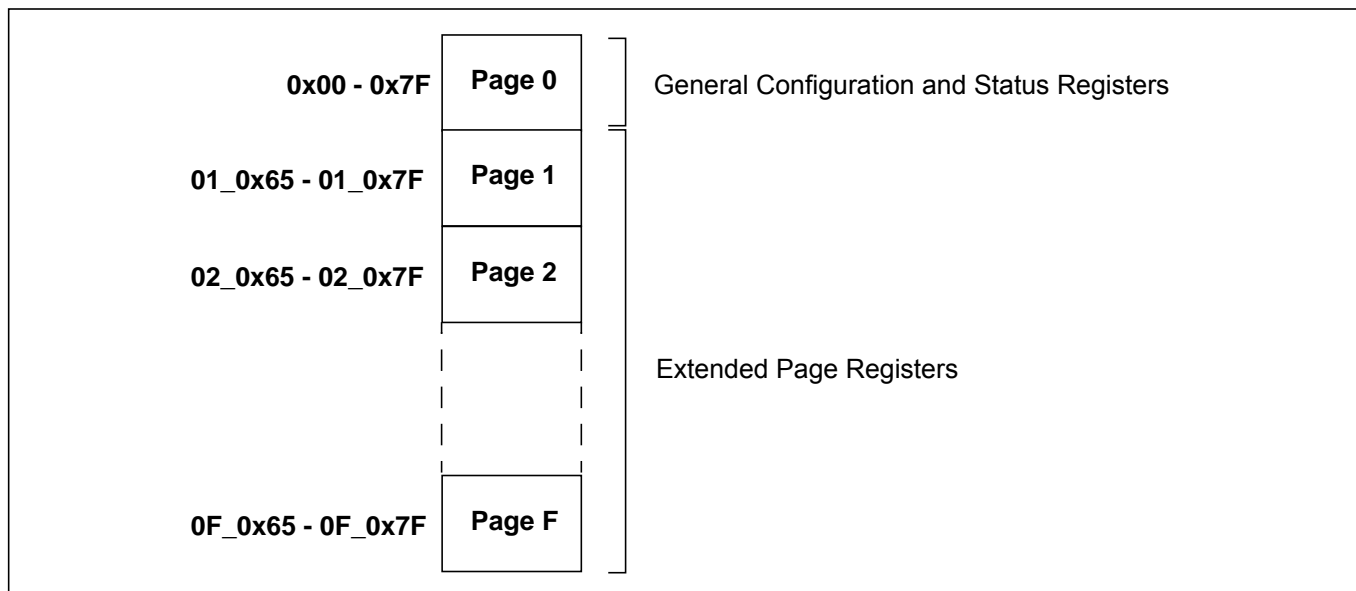 0x00 - 0x7F Page 0 General Configuration and Status Registers
01_0x65 - 01_0x7F Page 1
02_0x65 - 02_0x7F Page 2
Extended Page Registers
0F_0x65 - 0F_0x7F Page F